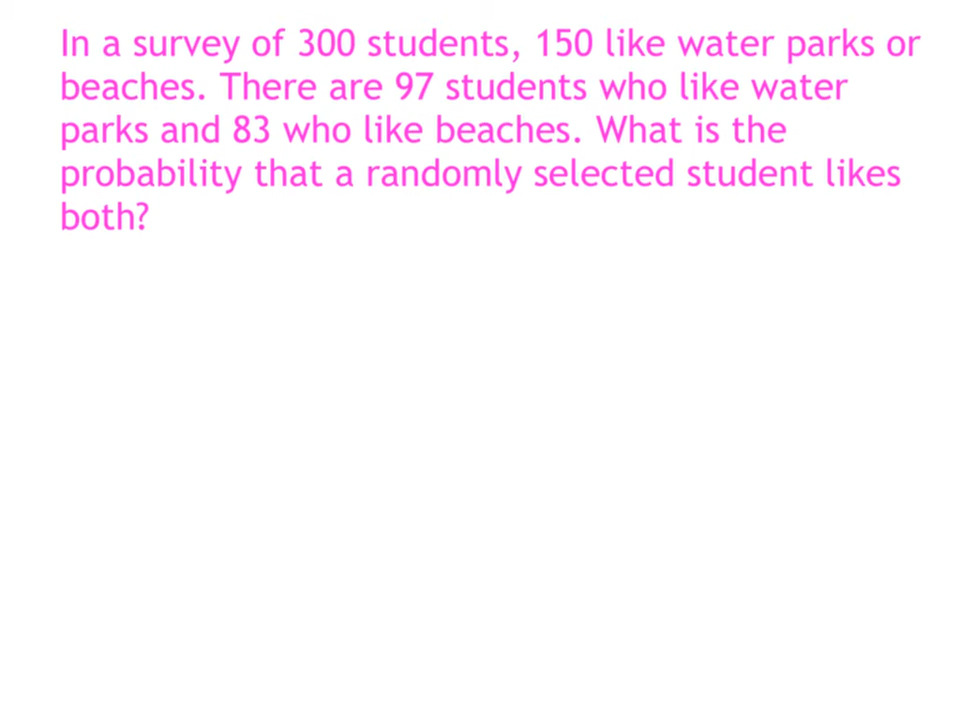 In a survey of 300 students, 150 like water parks or
beaches. There are 97 students who like water
parks and 83 who like beaches. What is the
probability that a randomly selected student likes
both?